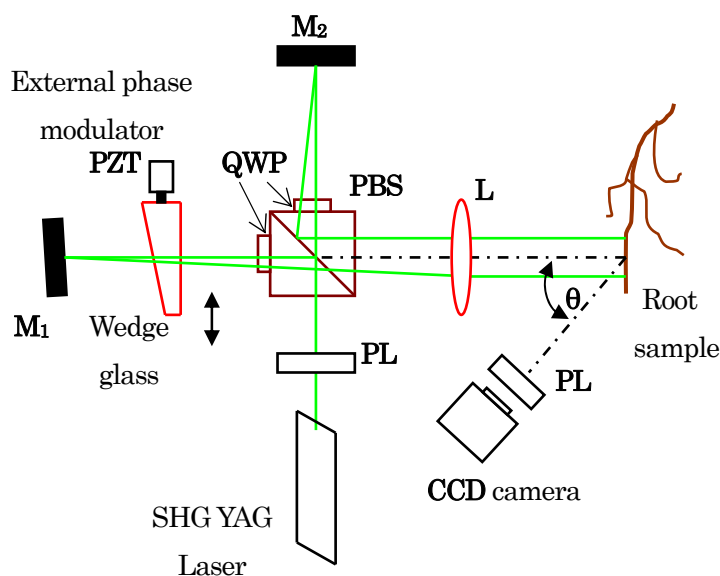 M2
External phase
modulator
PZT
QWP
PBS
L
M1
Wedge
glass
θ
Root
sample
PL
PL
CCD camera
SHG YAG
Laser